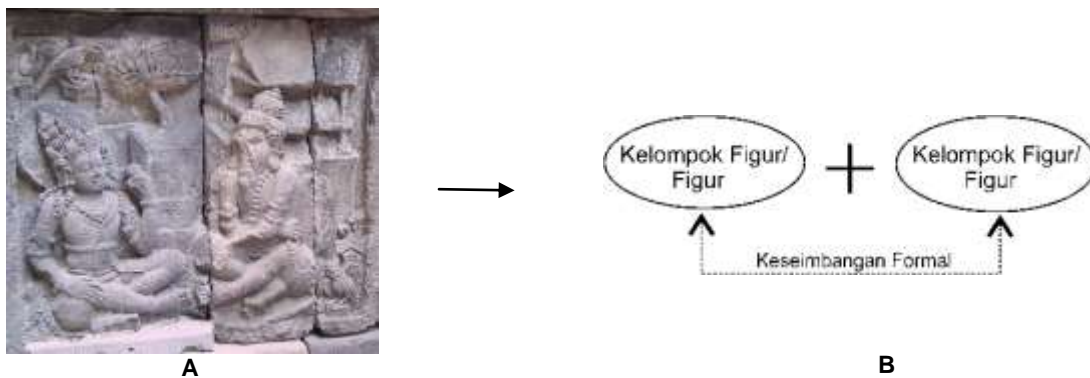 Kelompok Figur/
Figur
+
Kelompok Figur/
Figur
Keseimbangan Formal
A
B